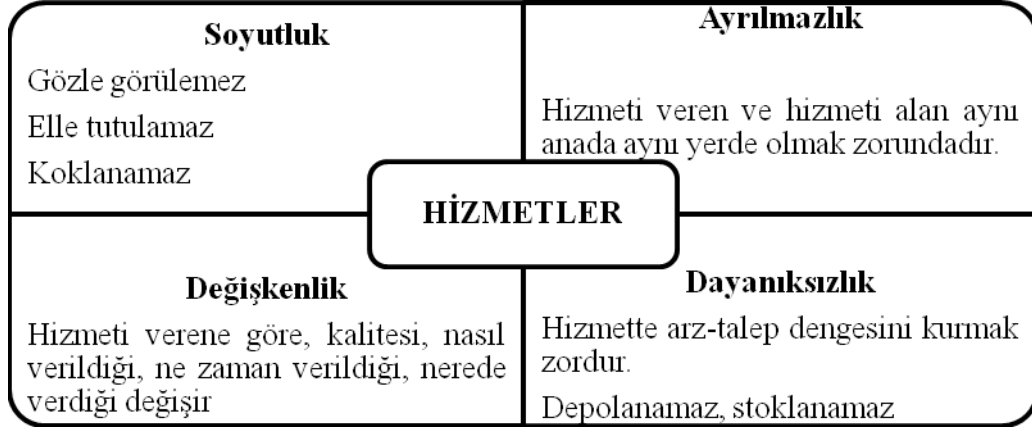 Soyutluk
Gözle görülemez
Elle tutulamaz
Koklanamaz
Ayrılmazlık
Hizmeti veren ve hizmeti alan aynı
anada aynı yerde olmak zorundadır.
HİZMETLER
Değişkenlik
Hizmeti verene göre, kalitesi, nasıl
verildiği, ne zaman verildiği, nerede
verdiği değişir
Dayanıksızlık
Hizmette arz-talep dengesini kurmak
zordur.
Depolanamaz, stoklanamaz